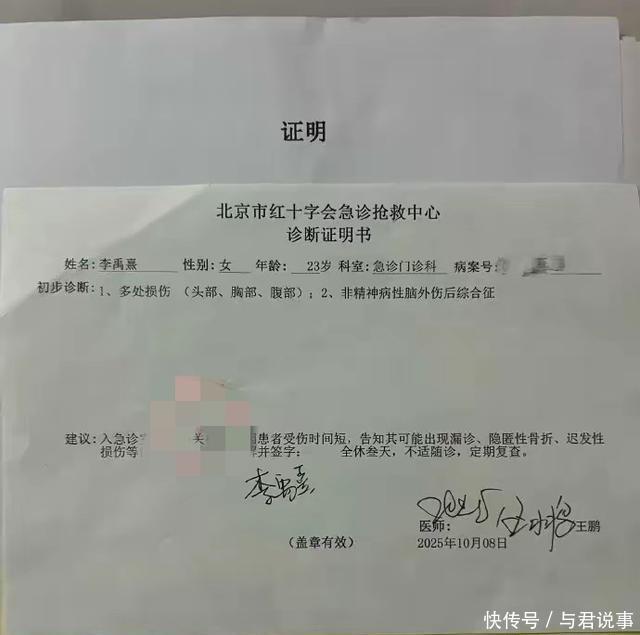 证明
北京市红十字会急诊抢救中心
诊断证明书
姓名:李禹熹 性别:女 年龄: 23岁 科室:急诊门诊科 病案号:
初步诊断:1、多处损伤 (头部、胸部、腹部);2、非精神病性脑外伤后综合征
建议:入急诊 关 患者受伤时间短,告知其可能出现漏诊、隐匿性骨折、迟发性
损伤等 并签字: 全休叁天,不适随诊,定期复查。
李禹熹
医师: 王鹏
(盖章有效) 2025年10月08日
快传号/与君说事